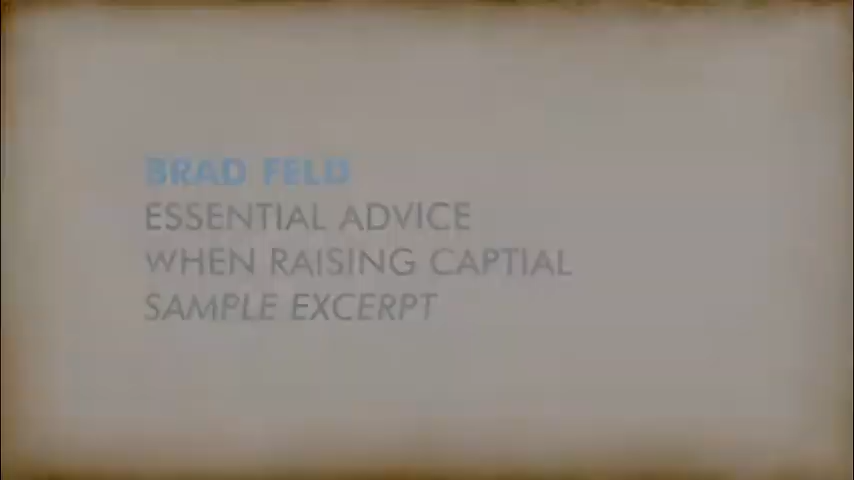 BRAD FELD
ESSENTIAL ADVICE
WHEN RAISING CAPTIAL
SAMPLE EXCERPT